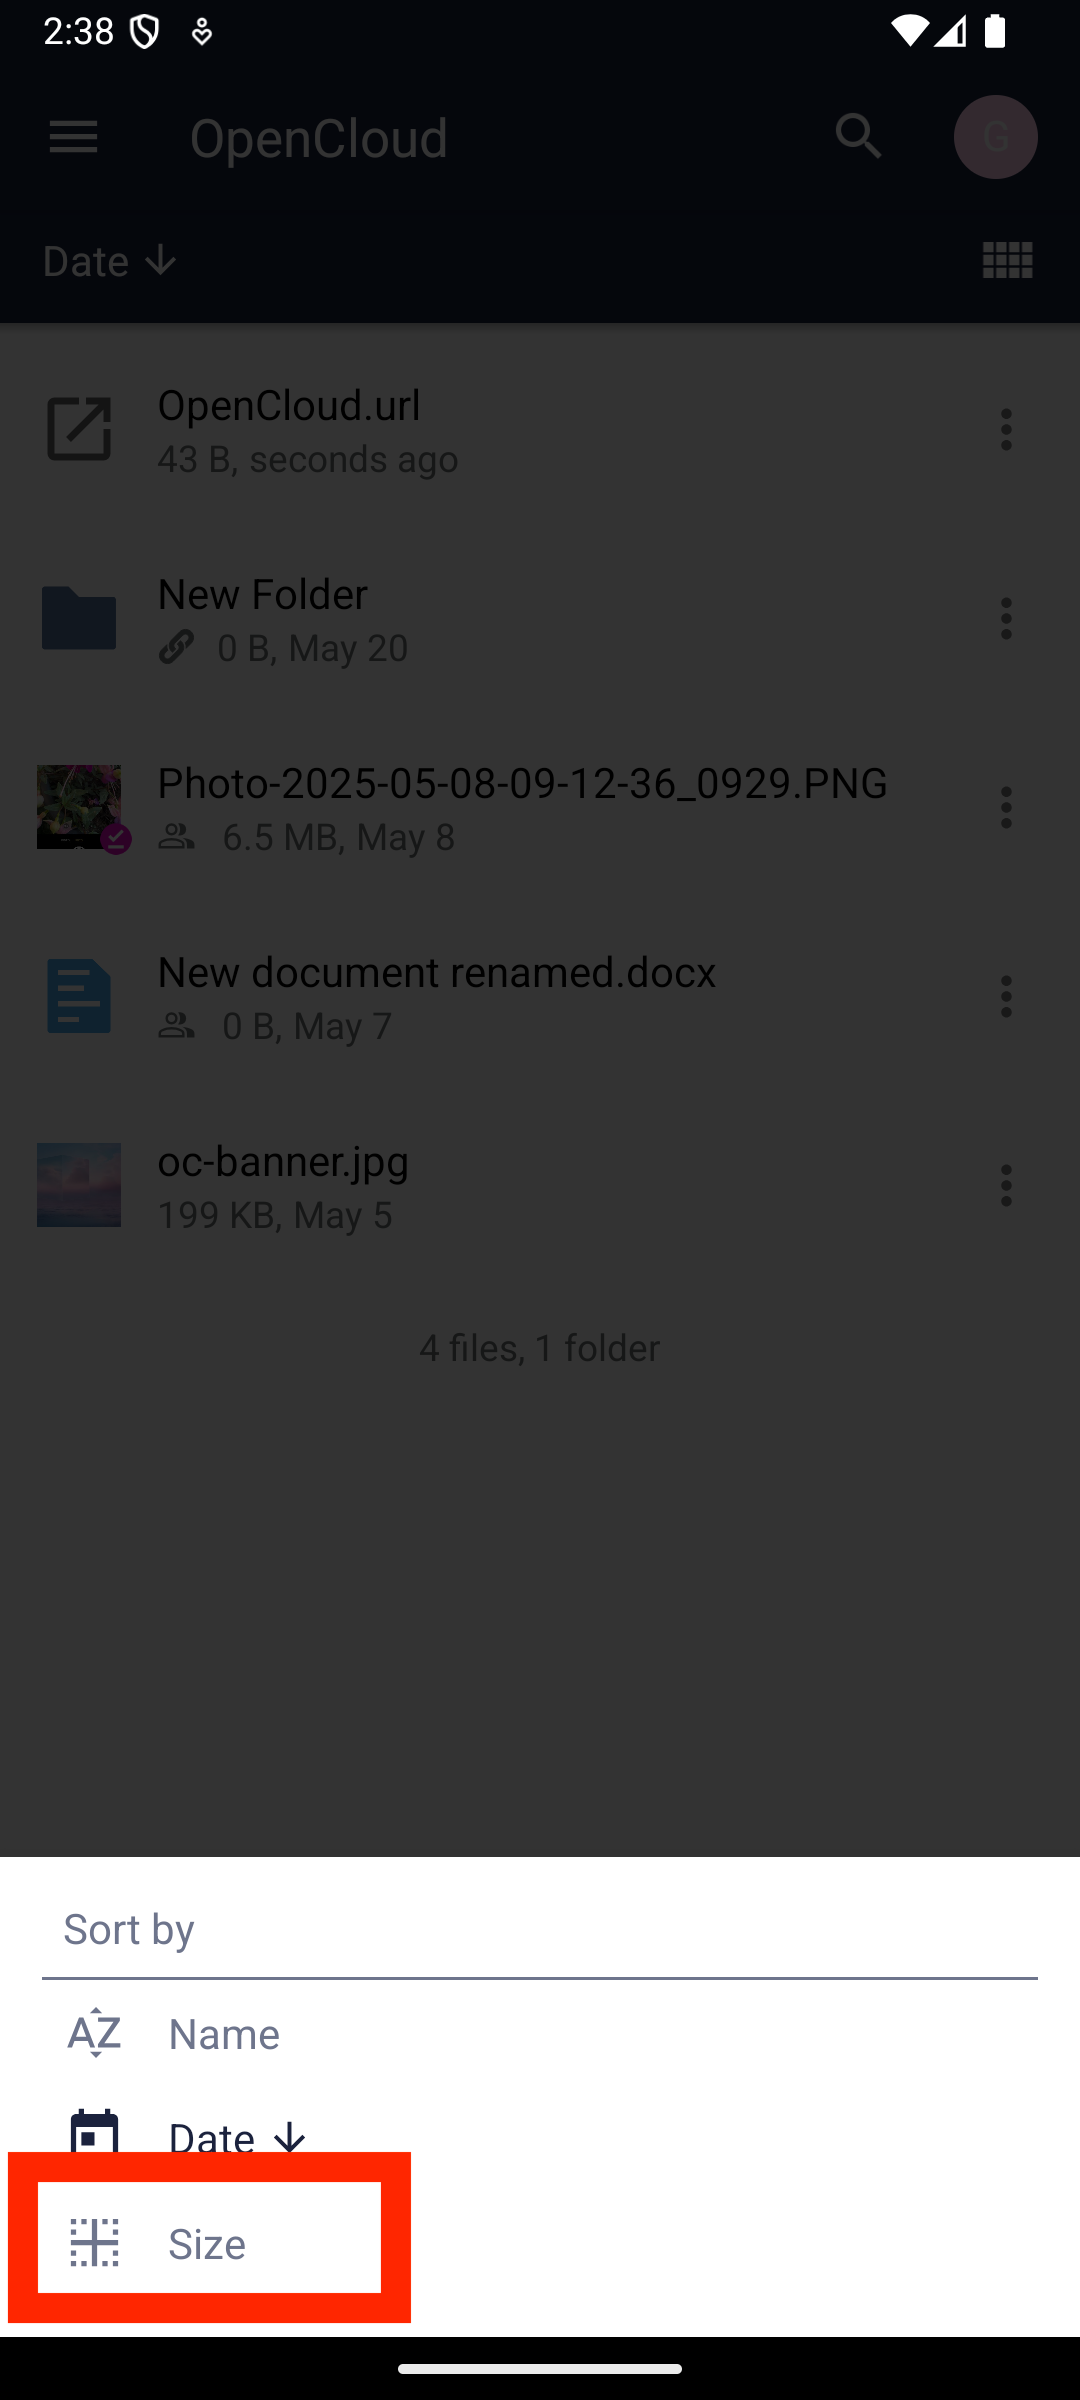 2:38
OpenCloud
G
Date
OpenCloud.url
43 B, seconds ago
New Folder
0 B, May 20
Photo-2025-05-08-09-12-36_0929.PNG
6.5 MB, May 8
New document renamed.docx
0 B, May 7
oc-banner.jpg
199 KB, May 5
4 files, 1 folder
Sort by
AZ Name
Date
Size